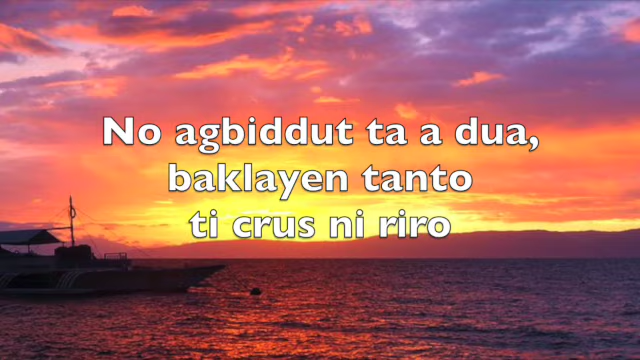 No agbiddut ta a dua,
baklayen tanto
ti crus ni riro